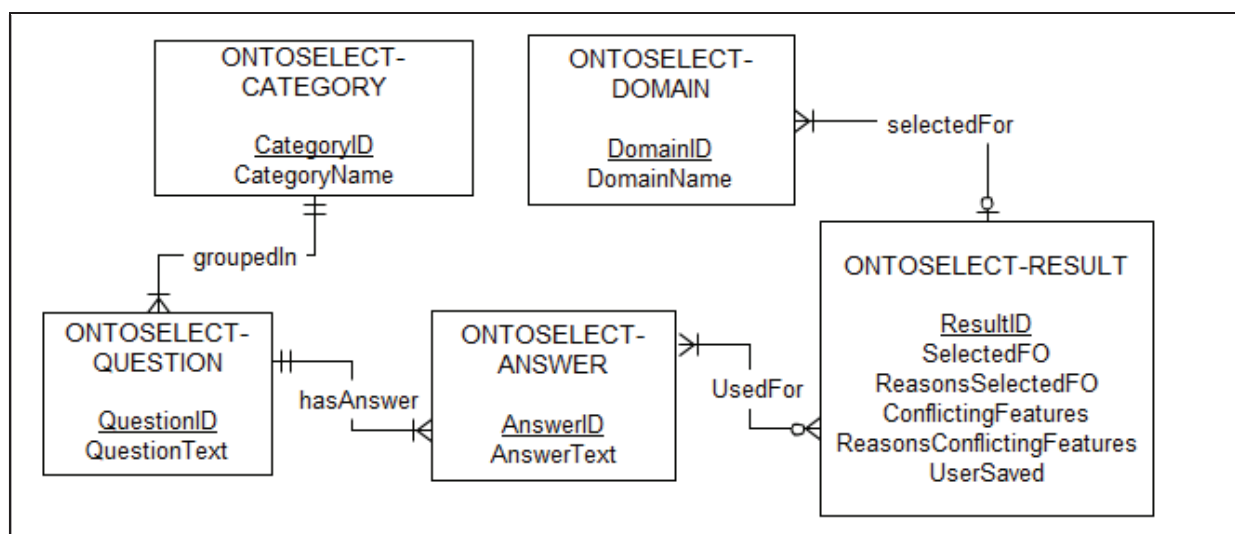 ONTOSELECT-
CATEGORY
CategoryID
CategoryName
ONTOSELECT-
DOMAIN
DomainID
DomainName
selectedFor
groupedIn
ONTOSELECT-RESULT
ResultID
SelectedFO
ReasonsSelectedFO
ConflictingFeatures
ReasonsConflictingFeatures
UserSaved
ONTOSELECT-
QUESTION
QuestionID
QuestionText
hasAnswer
ONTOSELECT-
ANSWER
AnswerID
AnswerText
UsedFor